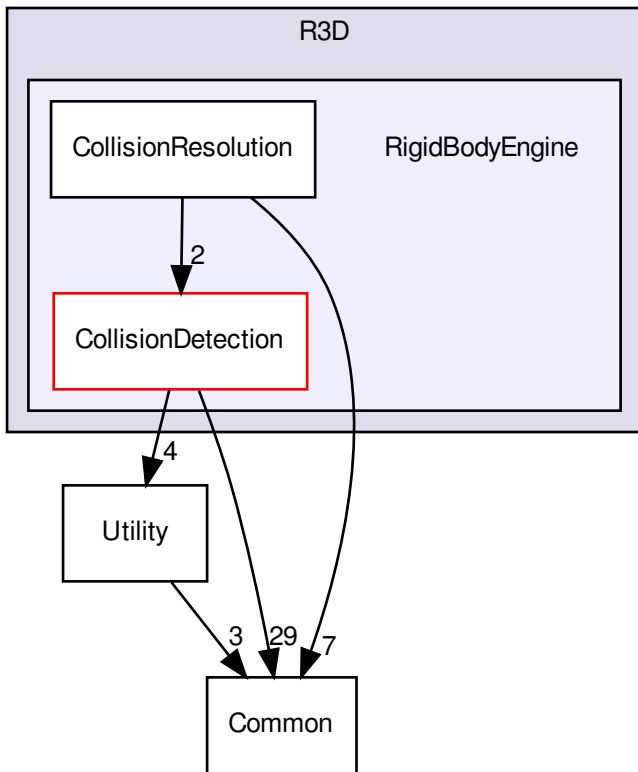 R3D
CollisionResolution
RigidBodyEngine
2
CollisionDetection
4
Utility
3
29
7
Common